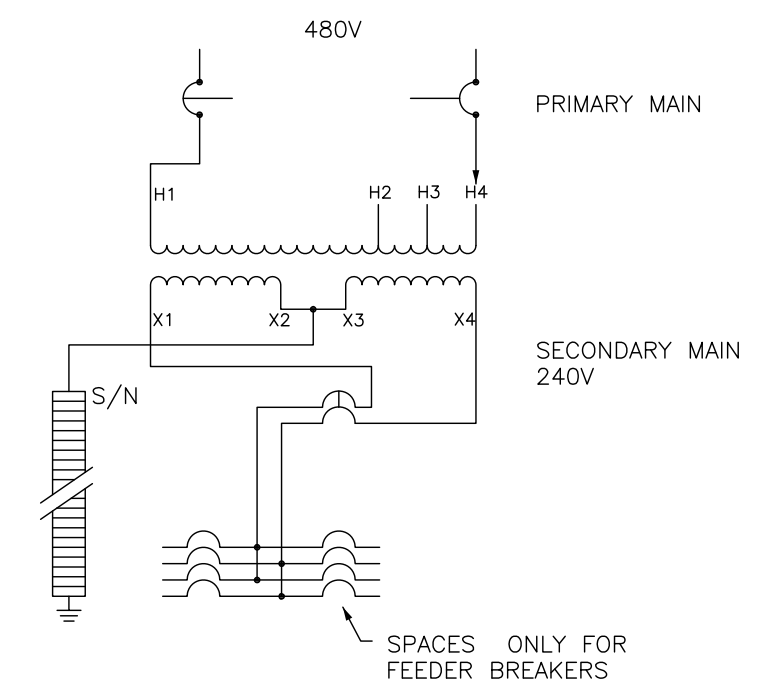 480V
PRIMARY MAIN
H1
H2
H3
H4
X1
X2
X3
X4
SECONDARY MAIN
240V
S/N
SPACES ONLY FOR
FEEDER BREAKERS